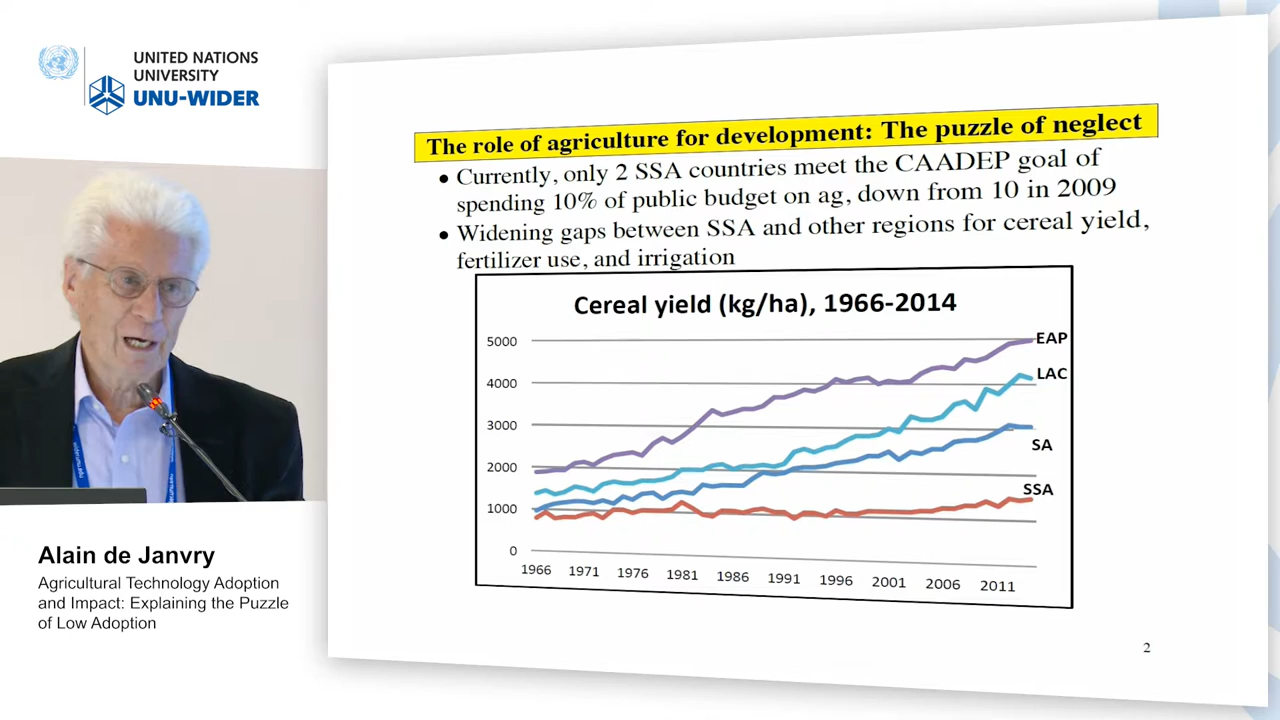 UNITED NATIONS
UNIVERSITY
UNU-WIDER
The role of agriculture for development: The puzzle of neglect
• Currently, only 2 SSA countries meet the CAADEP goal of
spending 10% of public budget on ag, down from 10 in 2009
• Widening gaps between SSA and other regions for cereal yield,
fertilizer use, and irrigation
Cereal yield (kg/ha), 1966-2014
5000
4000
3000
2000
1000
0
EAP
LAC
SA
SSA
1966 1971 1976 1981 1986 1991 1996 2001 2006 2011
2
Alain de Janvry
Agricultural Technology Adoption
and Impact: Explaining the Puzzle
of Low Adoption